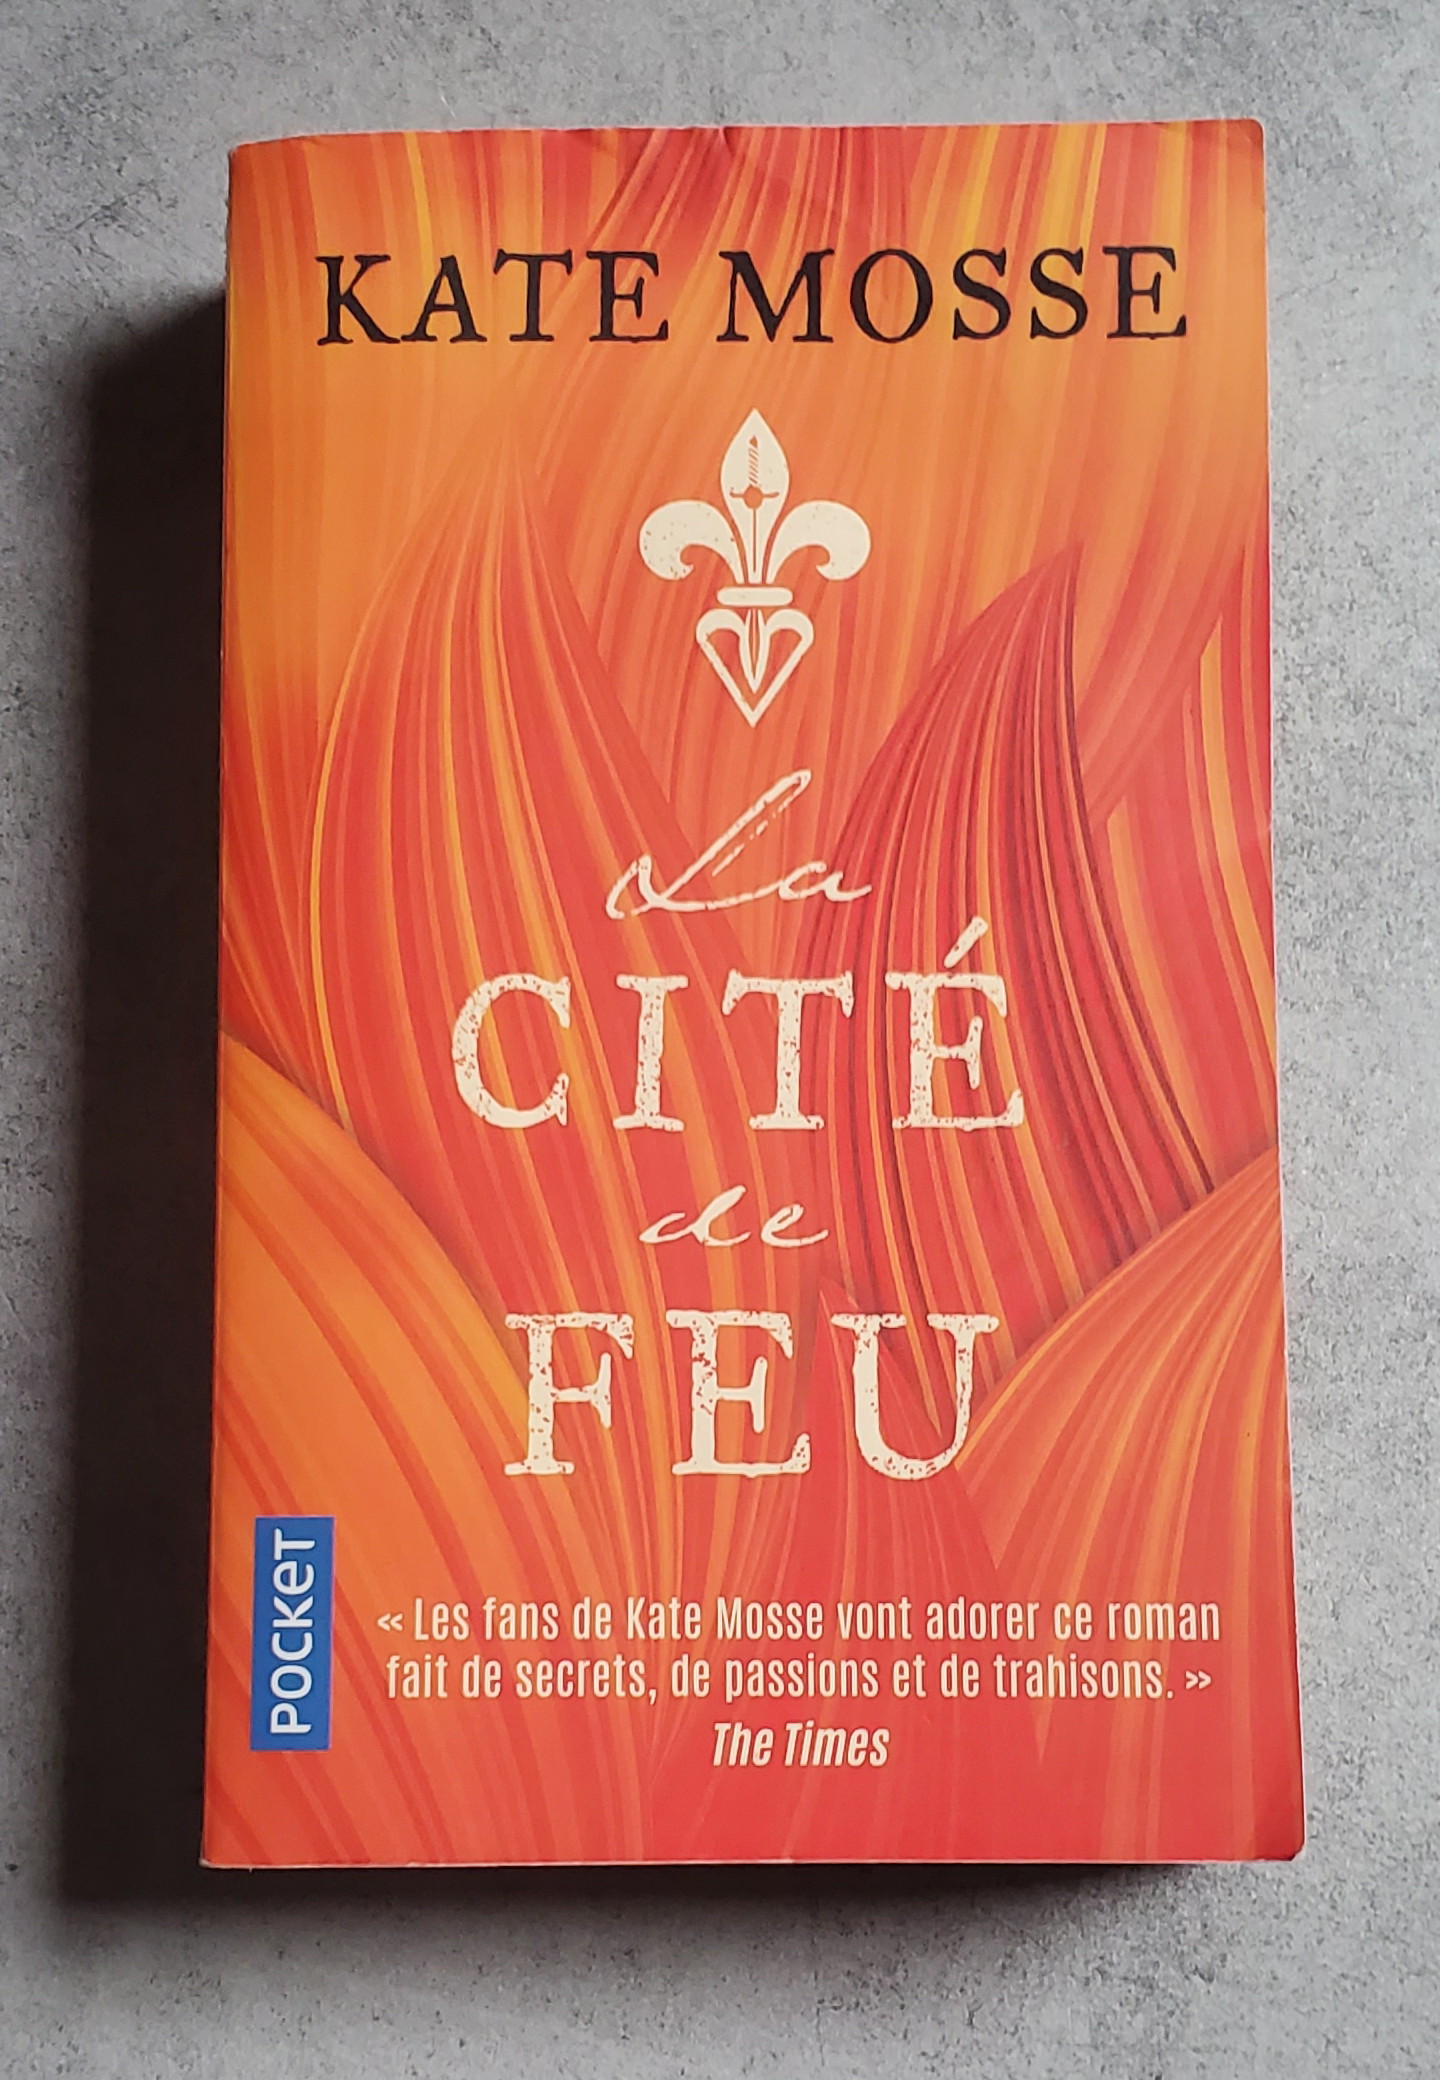 KATE MOSSE
La
CITÉ
de
FEU
POCKET
« Les fans de Kate Mosse vont adorer ce roman
fait de secrets, de passions et de trahisons. »
The Times